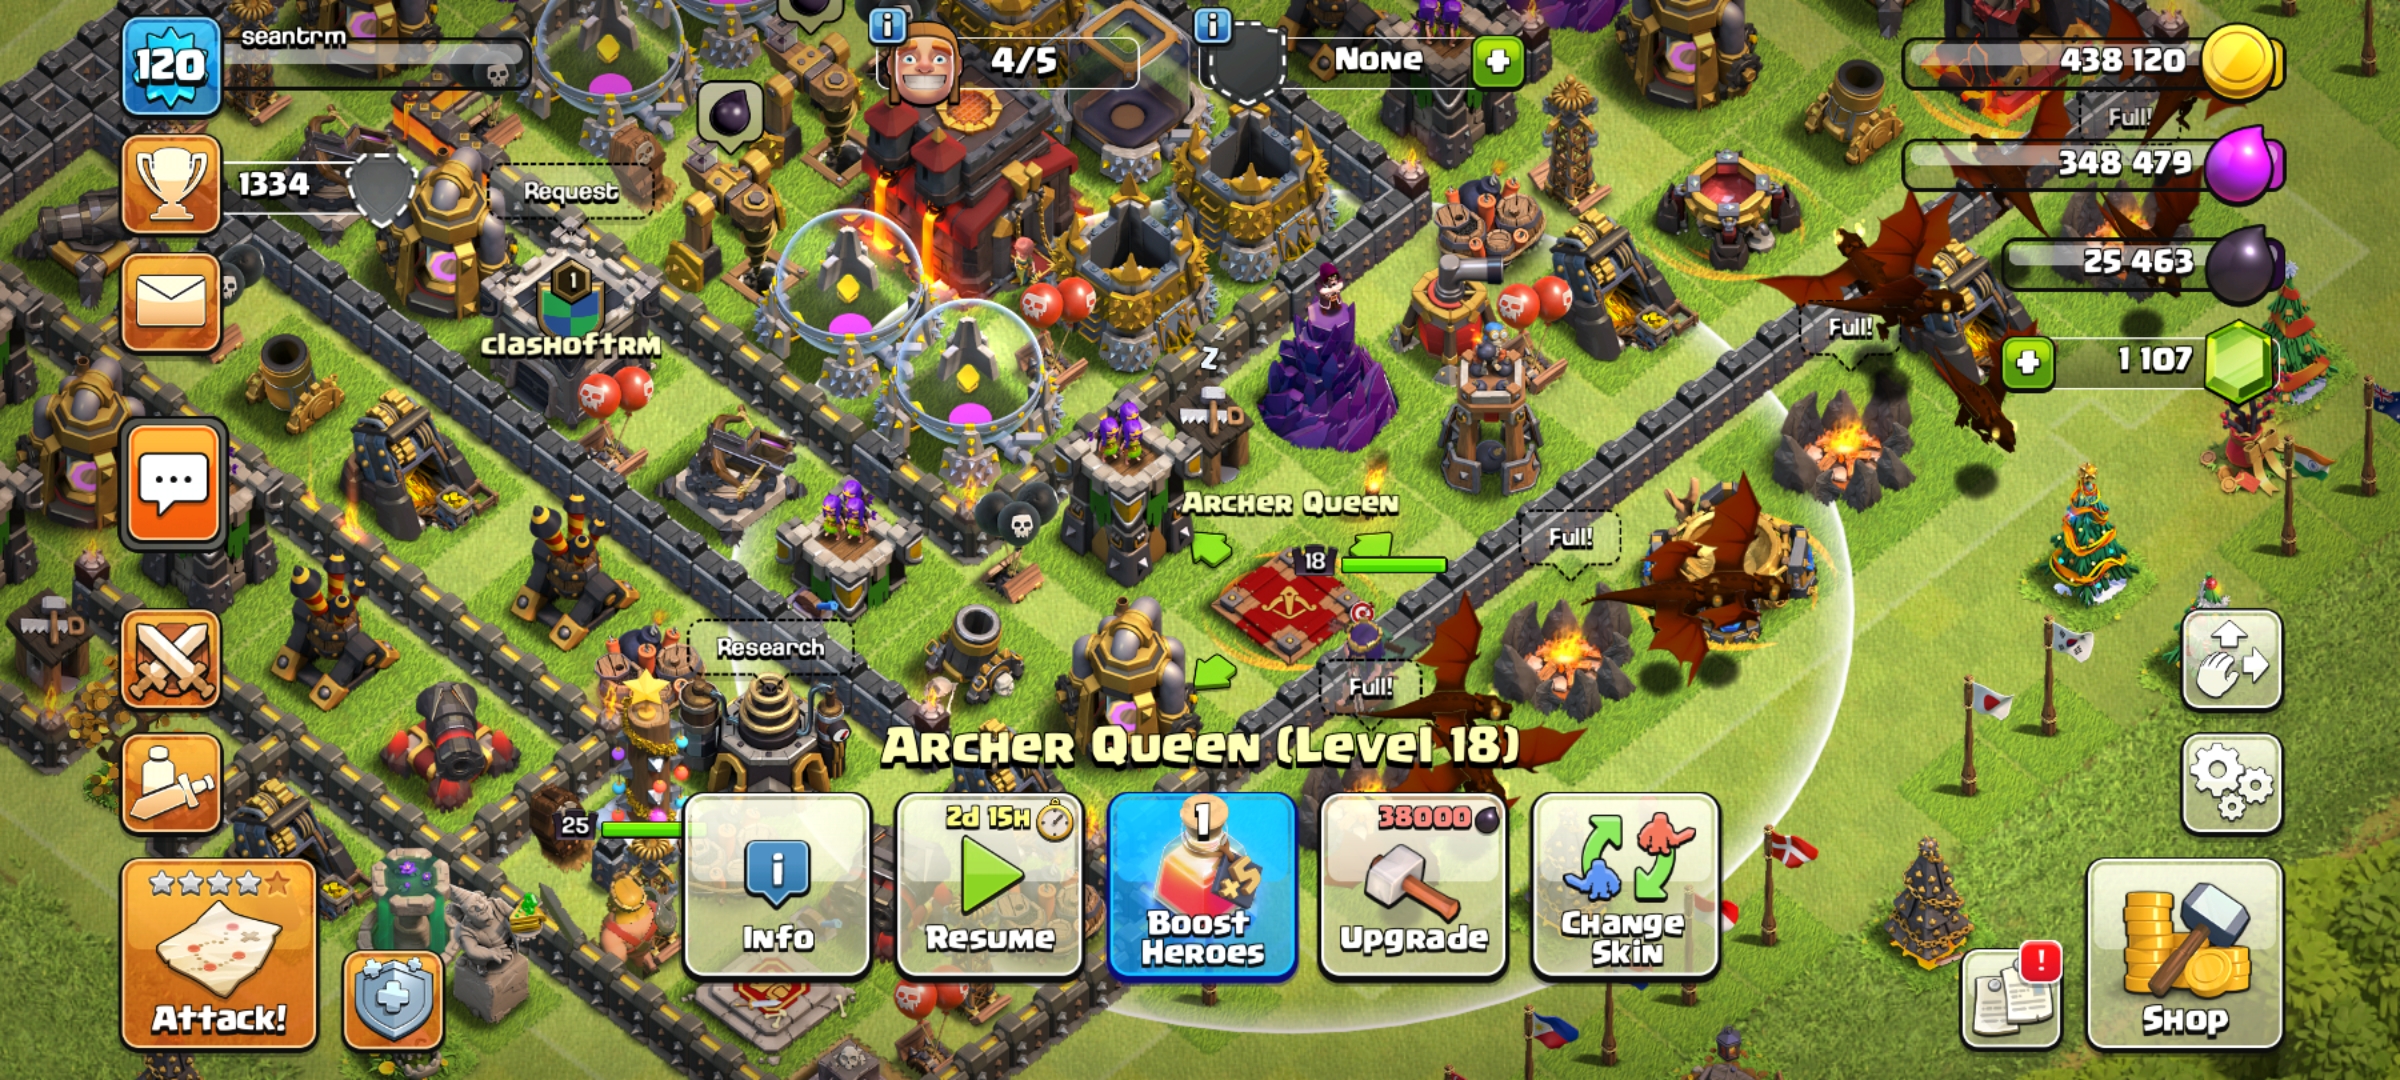 120
seantrm
4/5
None
438 120
Full!
1334
Request
348 479
25 463
1
clashoftRM
Full!
1 107
Z
Archer Queen
18
Full!
Research
Full!
Archer Queen (Level 18)
25
Info
2d 15H
Resume
1
x5
Boost
Heroes
38000
Upgrade
Change
Skin
Attack!
!
Shop